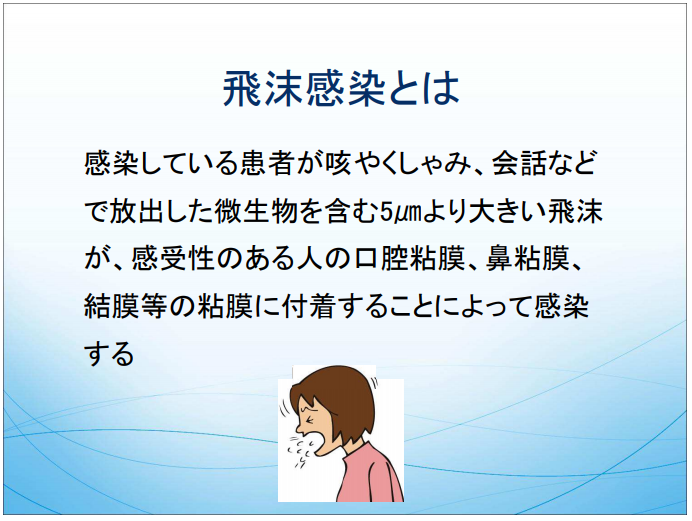 飛沫感染とは
感染している患者が咳やくしゃみ、会話など
で放出した微生物を含む5μmより大きい飛沫
が、感受性のある人の口腔粘膜、鼻粘膜、
結膜等の粘膜に付着することによって感染
する